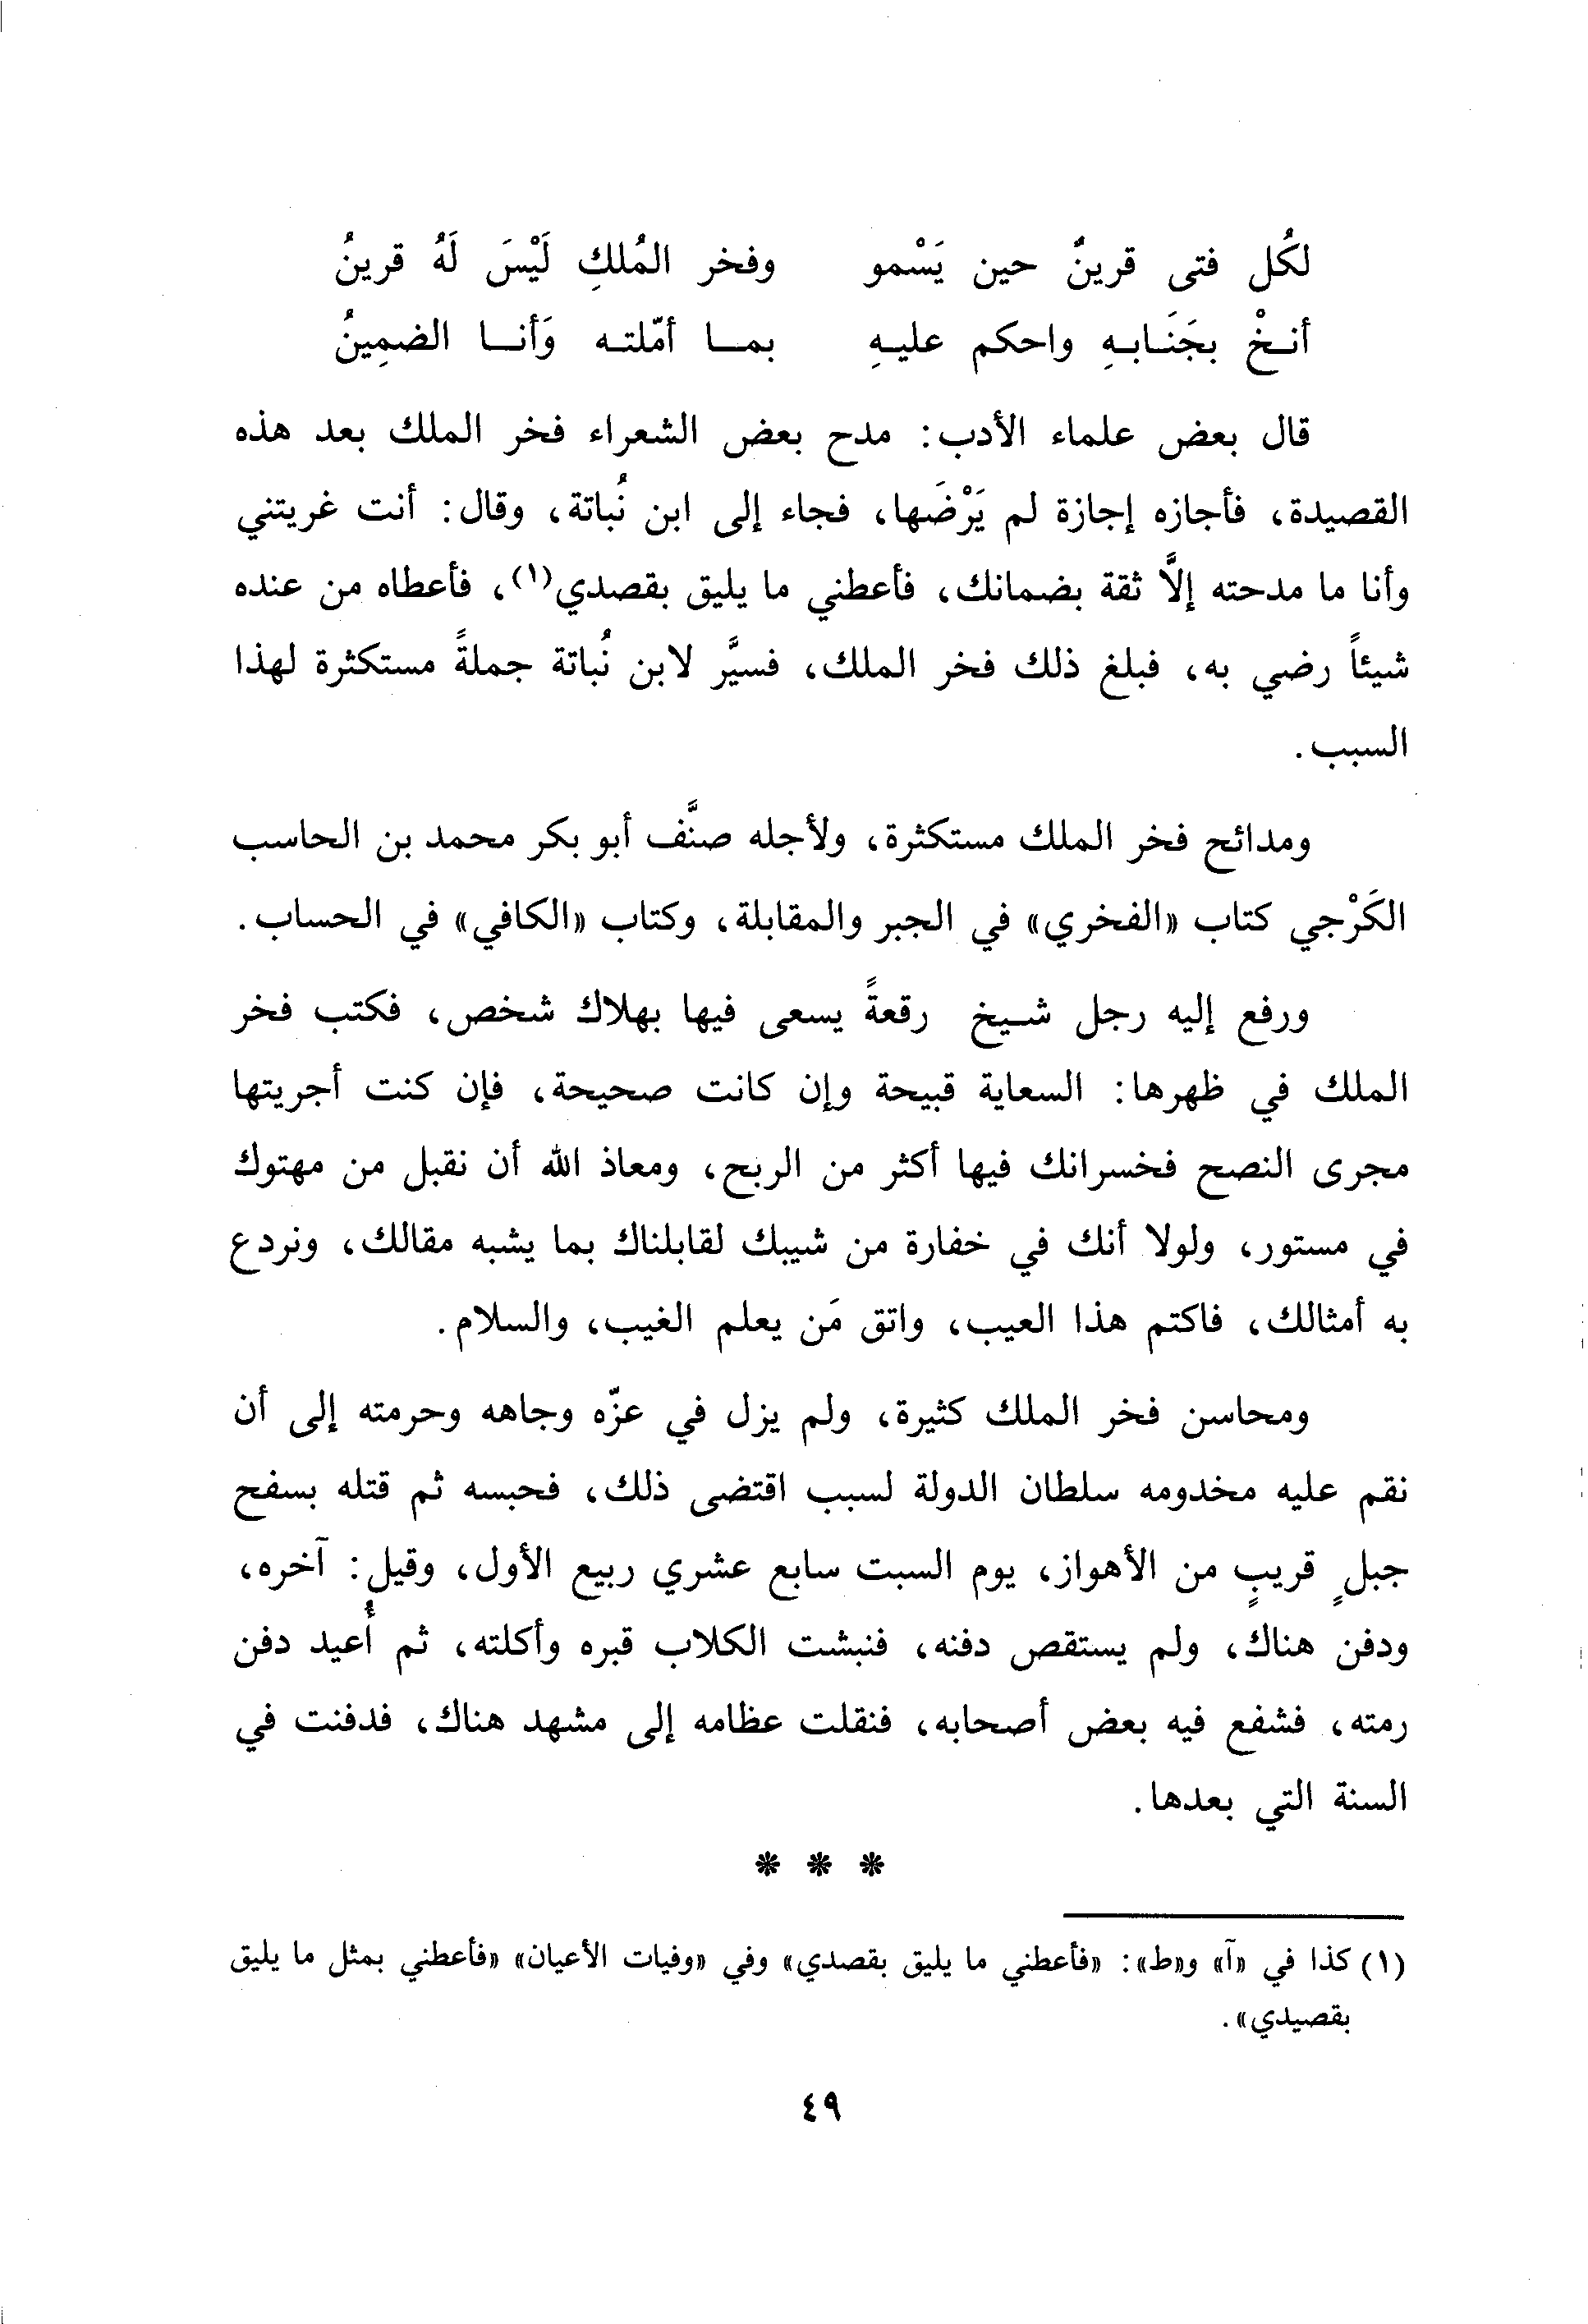 لكُل فتى قرينٌ حين يَسْمو وفخر المُلكِ لَيْسَ لَهُ قرينُ
أنـخْ بجَنَـابـهِ واحكم عليـهِ بمـا أمّلتـه وَأنـا الضمِينُ
قال بعض علماء الأدب: مدح بعض الشعراء فخر الملك بعد هذه
القصيدة، فأجازه إجازة لم يَرْضَها، فجاء إلى ابن نُباتة، وقال: أنت غريتني
وأنا ما مدحته إلَّا ثقة بضمانك، فأعطني ما يليق بقصدي(١)، فأعطاه من عنده
شيئاً رضي به، فبلغ ذلك فخر الملك، فسيَّر لابن نُباتة جملةً مستكثرة لهذا
السبب.
ومدائح فخر الملك مستكثرة، ولأجله صنَّف أبو بكر محمد بن الحاسب
الكَرْجي كتاب «الفخري» في الجبر والمقابلة، وكتاب «الكافي» في الحساب.
ورفع إليه رجل شـيخ رقعةً يسعى فيها بهلاك شخص، فكتب فخر
الملك في ظهرها: السعاية قبيحة وإن كانت صحيحة، فإن كنت أجريتها
مجرى النصح فخسرانك فيها أكثر من الربح، ومعاذ الله أن نقبل من مهتوك
في مستور، ولولا أنك في خفارة من شيبك لقابلناك بما يشبه مقالك، ونردع
به أمثالك، فاكتم هذا العيب، واتق مَن يعلم الغيب، والسلام.
ومحاسن فخر الملك كثيرة، ولم يزل في عزّه وجاهه وحرمته إلى أن
نقم عليه مخدومه سلطان الدولة لسبب اقتضى ذلك، فحبسه ثم قتله بسفح
جبلٍ قريبٍ من الأهواز، يوم السبت سابع عشري ربيع الأول، وقيل: آخره،
ودفن هناك، ولم يستقص دفنه، فنبشت الكلاب قبره وأكلته، ثم أُعيد دفن
رمته، فشفع فيه بعض أصحابه، فنقلت عظامه إلى مشهد هناك، فدفنت في
السنة التي بعدها.
* * *
(١) كذا في «آ» و«ط»: «فأعطني ما يليق بقصدي» وفي «وفيات الأعيان» «فأعطني بمثل ما يليق
بقصيدي».
٤٩